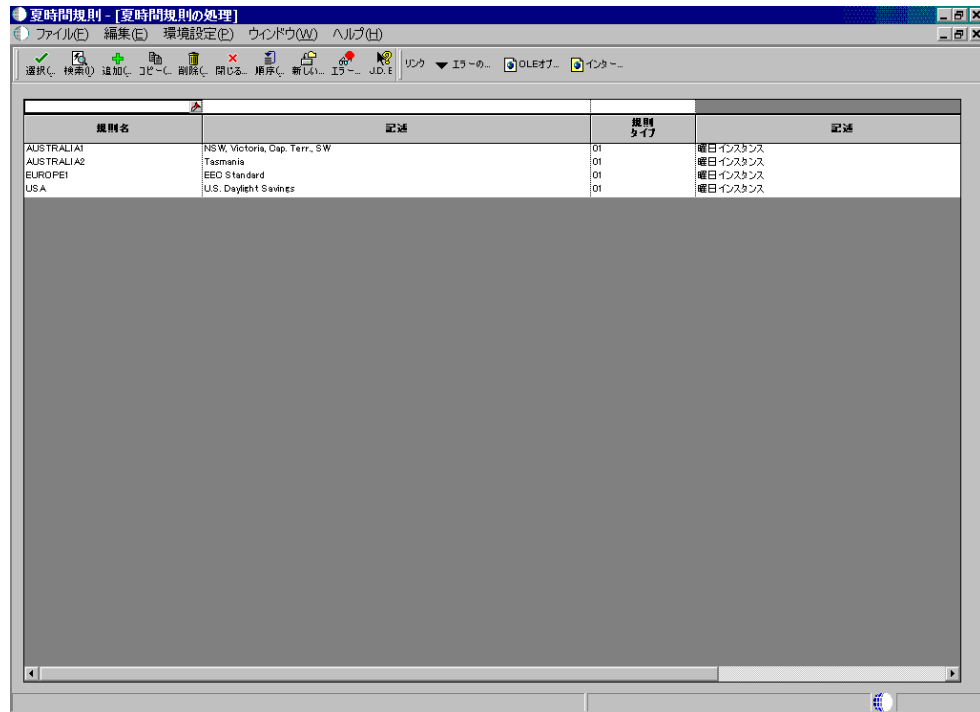 夏時間規則 - [夏時間規則の処理]
ファイル(F) 編集(E) 環境設定(P) ウィンドウ(W) ヘルプ(H)
選択(... 検索(I) 追加(... コピー(... 削除(... 閉じる... 順序(... 新しい... エラー... J.D. E リンク エラーの... OLEオブ... インター...
規則名 記述 規則タイプ 記述
AUSTRALIA1 NSW, Victoria, Cap. Terr., SW 01 曜日インスタンス
AUSTRALIA2 Tasmania 01 曜日インスタンス
EUROPE1 EEC Standard 01 曜日インスタンス
USA U.S. Daylight Savings 01 曜日インスタンス